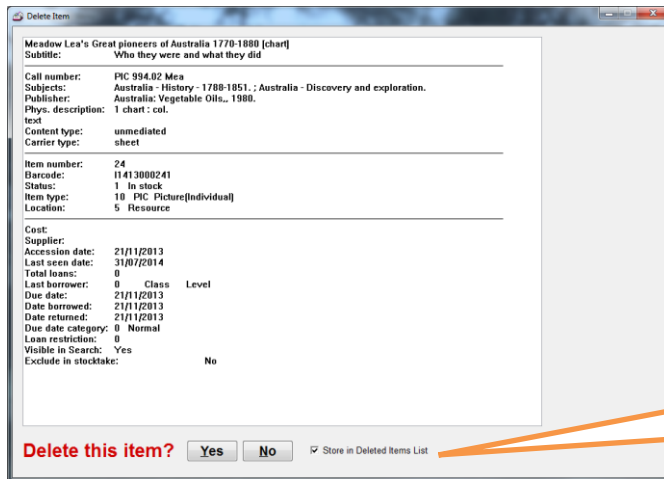 Delete Item
Meadow Lea's Great pioneers of Australia 1770-1880 [chart]
Subtitle: Who they were and what they did
Call number: PIC 994.02 Mea
Subjects: Australia - History - 1788-1851. ; Australia - Discovery and exploration.
Publisher: Australia: Vegetable Oils,, 1980.
Phys. description: 1 chart : col.
text
Content type: unmediated
Carrier type: sheet
Item number: 24
Barcode: I1413000241
Status: 1 In stock
Item type: 10 PIC Picture(Individual)
Location: 5 Resource
Cost:
Supplier:
Accession date: 21/11/2013
Last seen date: 31/07/2014
Total loans: 0
Last borrower: 0 Class Level
Due date: 21/11/2013
Date borrowed: 21/11/2013
Date returned: 21/11/2013
Due date category: 0 Normal
Loan restriction: 0
Visible in Search: Yes
Exclude in stocktake: No
Delete this item? Yes No Store in Deleted Items List